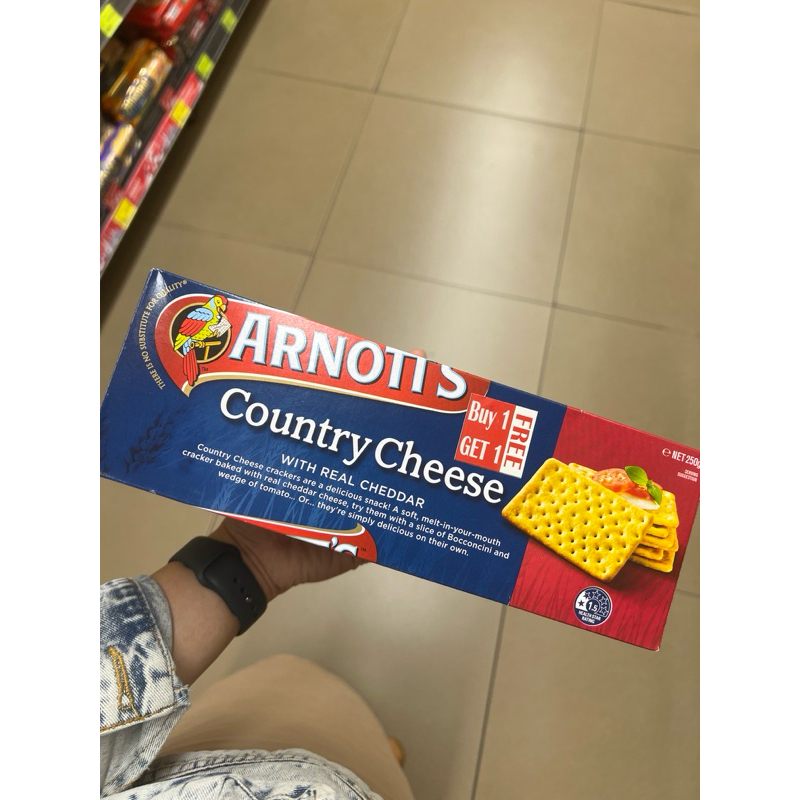 THERE IS NO SUBSTITUTE FOR QUALITY®
ARNOTT'S
TM
Country Cheese
WITH REAL CHEDDAR
Country Cheese crackers are a delicious snack! A soft, melt-in-your-mouth
cracker baked with real cheddar cheese, try them with a slice of Bocconcini and
wedge of tomato... Or... they're simply delicious on their own.
Buy 1
GET 1
FREE
℮ NET 250g
SERVING
SUGGESTION
1.5
HEALTH STAR
RATING
T'S